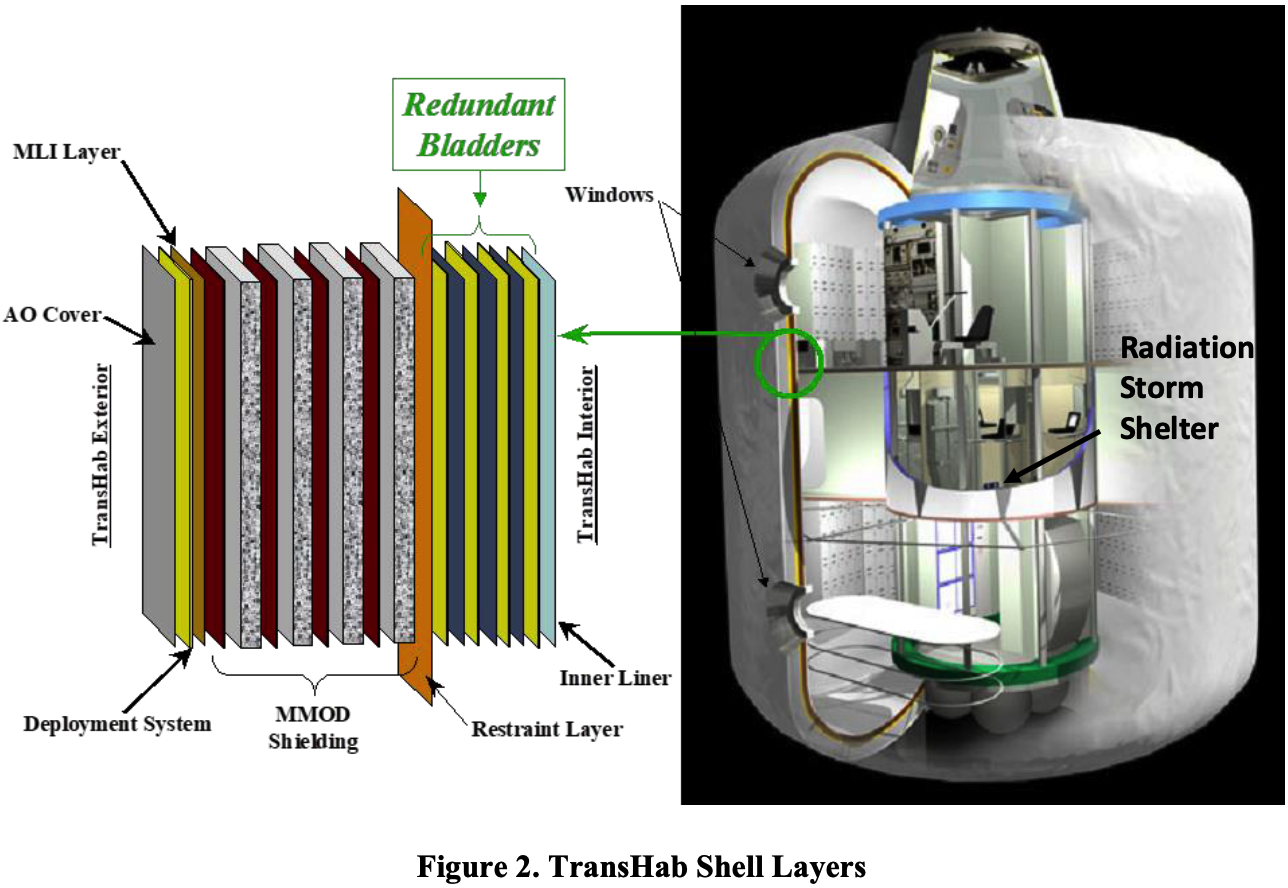 Redundant
Bladders
MLI Layer
Windows
AO Cover
TransHab Exterior
TransHab Interior
Radiation
Storm
Shelter
Inner Liner
Deployment System
MMOD
Shielding
Restraint Layer
Figure 2. TransHab Shell Layers